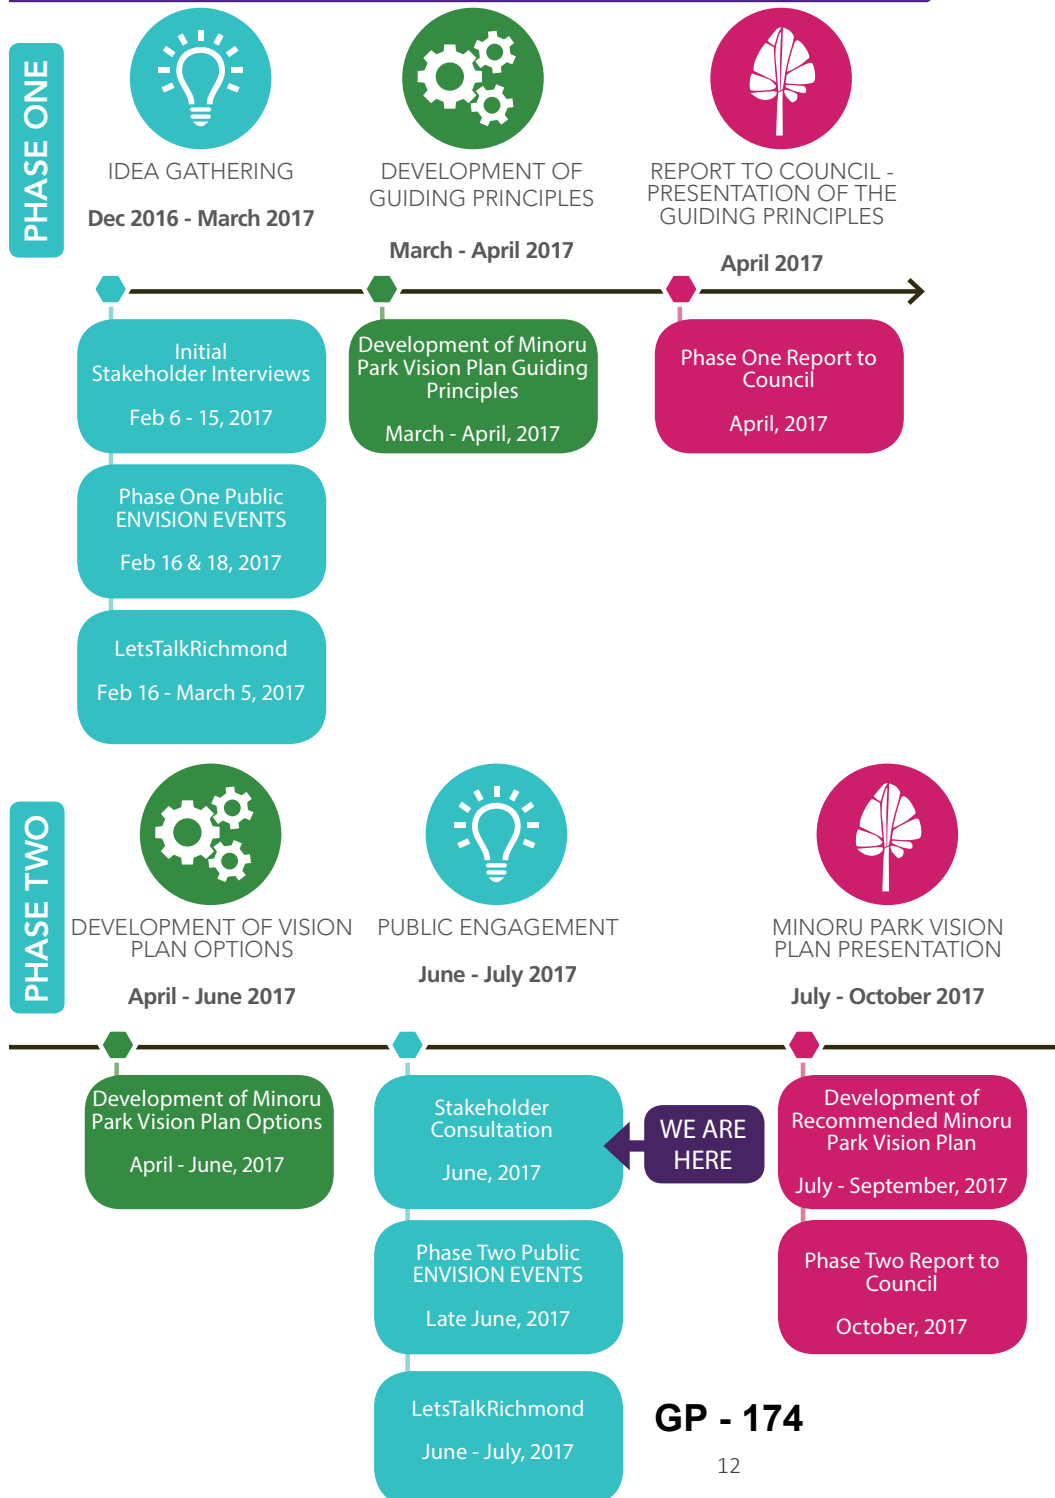 PHASE ONE
IDEA GATHERING
Dec 2016 - March 2017
DEVELOPMENT OF
GUIDING PRINCIPLES
March - April 2017
REPORT TO COUNCIL -
PRESENTATION OF THE
GUIDING PRINCIPLES
April 2017
Initial
Stakeholder Interviews
Feb 6 - 15, 2017
Phase One Public
ENVISION EVENTS
Feb 16 & 18, 2017
LetsTalkRichmond
Feb 16 - March 5, 2017
Development of Minoru
Park Vision Plan Guiding
Principles
March - April, 2017
Phase One Report to
Council
April, 2017
PHASE TWO
DEVELOPMENT OF VISION
PLAN OPTIONS
April - June 2017
PUBLIC ENGAGEMENT
June - July 2017
MINORU PARK VISION
PLAN PRESENTATION
July - October 2017
Development of Minoru
Park Vision Plan Options
April - June, 2017
Stakeholder
Consultation
June, 2017
WE ARE
HERE
Phase Two Public
ENVISION EVENTS
Late June, 2017
LetsTalkRichmond
June - July, 2017
Development of
Recommended Minoru
Park Vision Plan
July - September, 2017
Phase Two Report to
Council
October, 2017
GP - 174
12